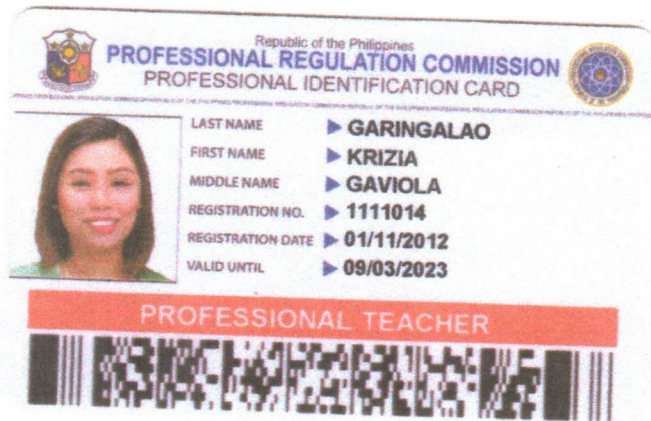 Republic of the Philippines
PROFESSIONAL REGULATION COMMISSION
PROFESSIONAL IDENTIFICATION CARD
LAST NAME GARINGALAO
FIRST NAME KRIZIA
MIDDLE NAME GAVIOLA
REGISTRATION NO. 1111014
REGISTRATION DATE 01/11/2012
VALID UNTIL 09/03/2023
PROFESSIONAL TEACHER